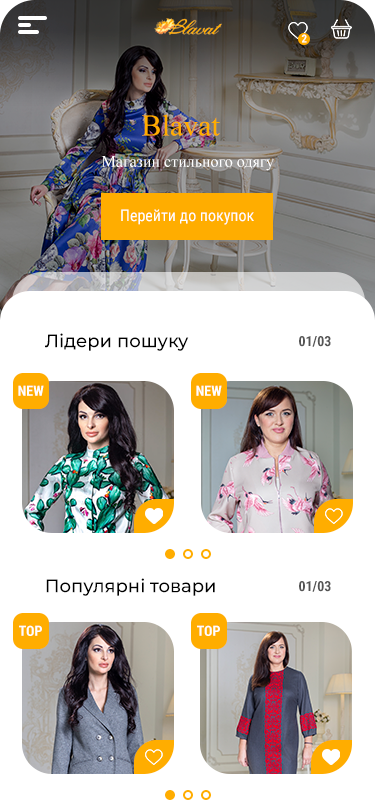 Blavat
2
Blavat
Магазин стильного одягу
Перейти до покупок
Лідери пошуку
01/03
NEW
NEW
Популярні товари
01/03
TOP
TOP